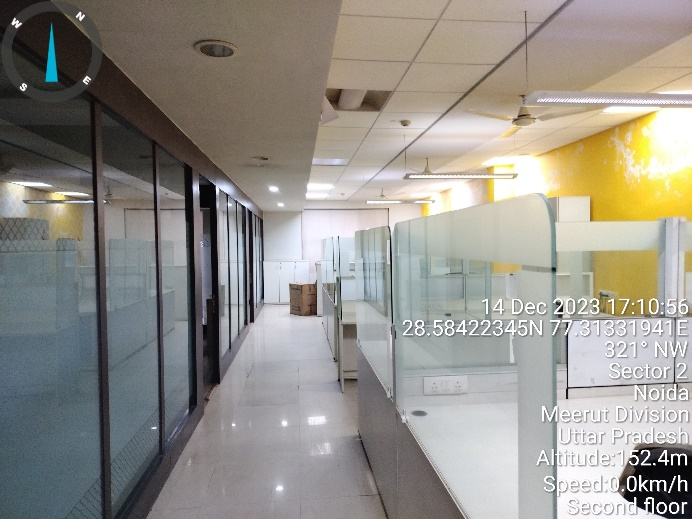 N
W
E
S
14 Dec 2023 17:10:56
28.58422345N 77.31331941E
321° NW
Sector 2
Noida
Meerut Division
Uttar Pradesh
Altitude:152.4m
Speed:0.0km/h
Second floor